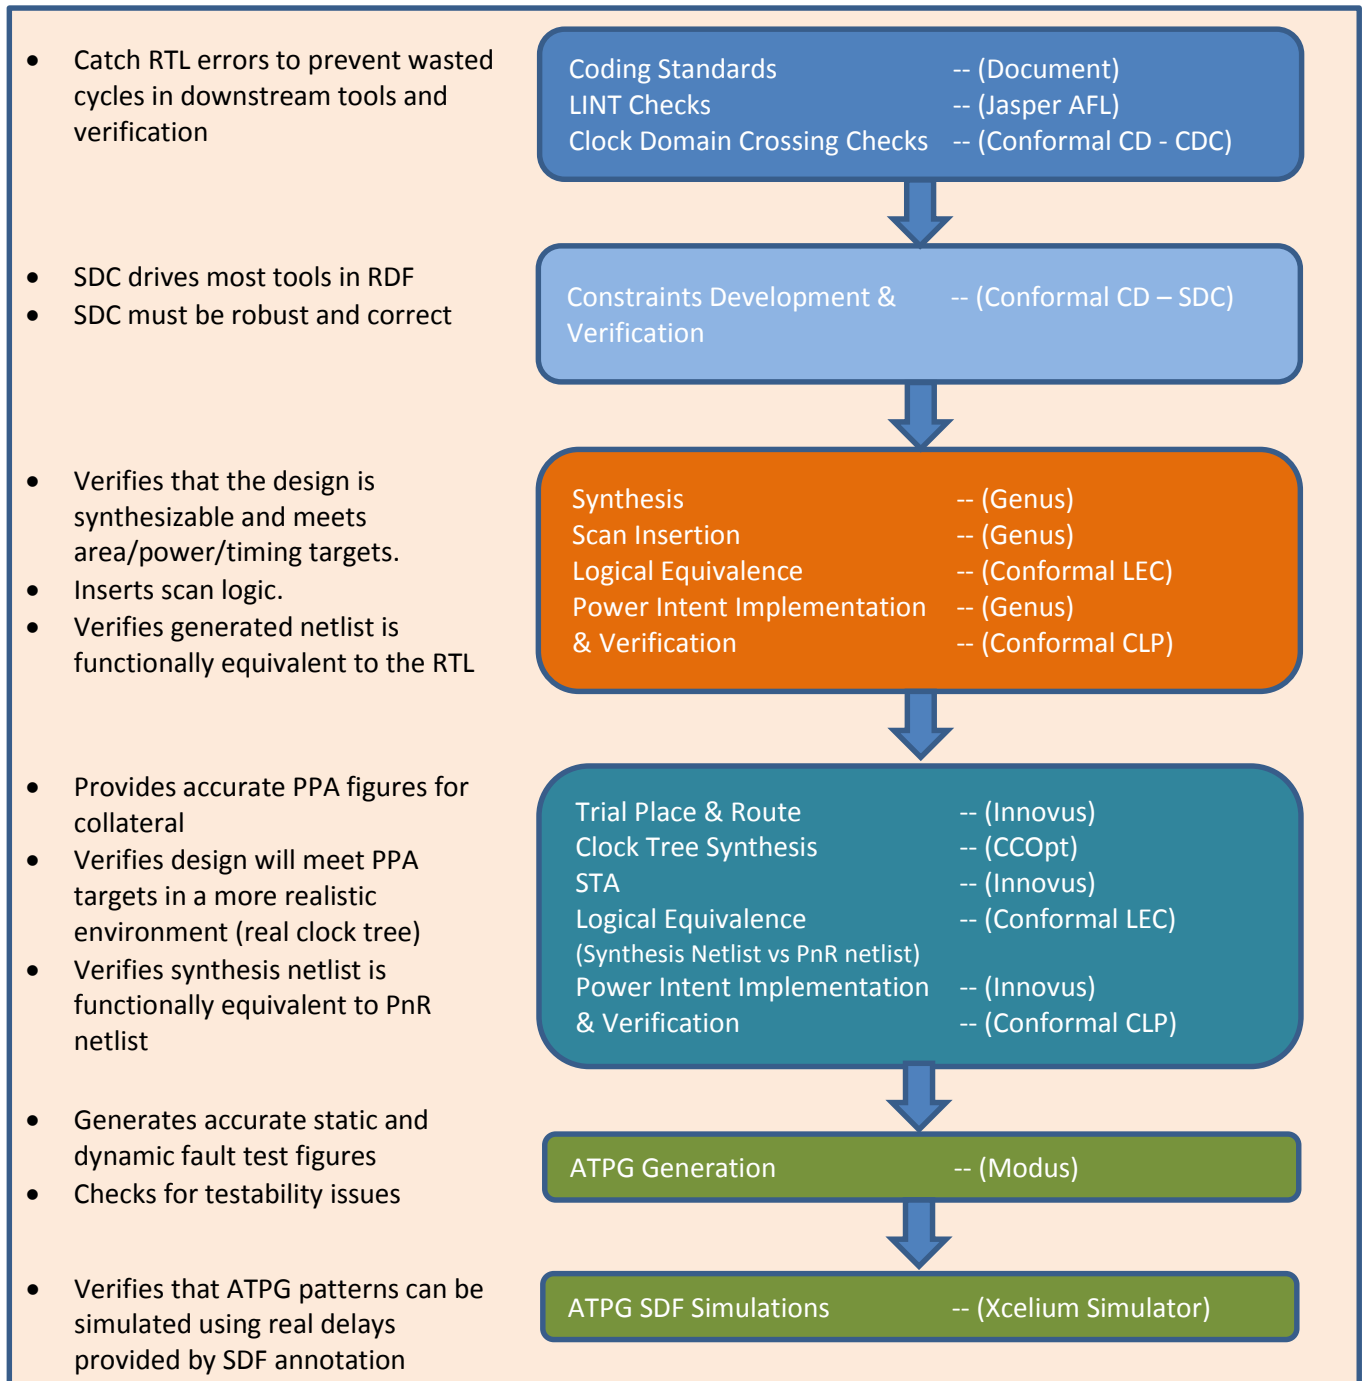 • Catch RTL errors to prevent wasted
cycles in downstream tools and
verification
Coding Standards -- (Document)
LINT Checks -- (Jasper AFL)
Clock Domain Crossing Checks -- (Conformal CD - CDC)
• SDC drives most tools in RDF
• SDC must be robust and correct
Constraints Development & -- (Conformal CD – SDC)
Verification
• Verifies that the design is
synthesizable and meets
area/power/timing targets.
• Inserts scan logic.
• Verifies generated netlist is
functionally equivalent to the RTL
Synthesis -- (Genus)
Scan Insertion -- (Genus)
Logical Equivalence -- (Conformal LEC)
Power Intent Implementation -- (Genus)
& Verification -- (Conformal CLP)
• Provides accurate PPA figures for
collateral
• Verifies design will meet PPA
targets in a more realistic
environment (real clock tree)
• Verifies synthesis netlist is
functionally equivalent to PnR
netlist
Trial Place & Route -- (Innovus)
Clock Tree Synthesis -- (CCOpt)
STA -- (Innovus)
Logical Equivalence -- (Conformal LEC)
(Synthesis Netlist vs PnR netlist)
Power Intent Implementation -- (Innovus)
& Verification -- (Conformal CLP)
• Generates accurate static and
dynamic fault test figures
• Checks for testability issues
ATPG Generation -- (Modus)
• Verifies that ATPG patterns can be
simulated using real delays
provided by SDF annotation
ATPG SDF Simulations -- (Xcelium Simulator)